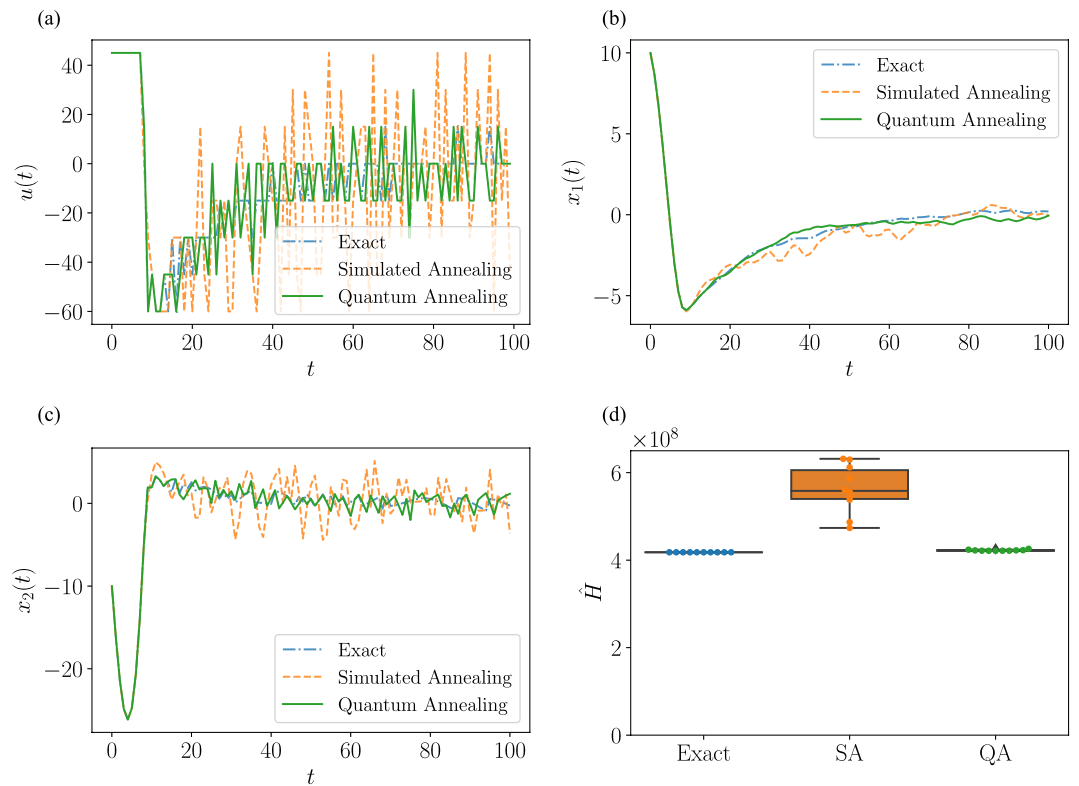 (a)
u(t)
40
20
0
−20
−40
−60
0
20
40
60
80
100
t
Exact
Simulated Annealing
Quantum Annealing
(b)
x₁(t)
10
5
0
−5
0
20
40
60
80
100
t
Exact
Simulated Annealing
Quantum Annealing
(c)
x₂(t)
0
−10
−20
0
20
40
60
80
100
t
Exact
Simulated Annealing
Quantum Annealing
(d)
×10⁸
Ĥ
6
4
2
0
Exact
SA
QA